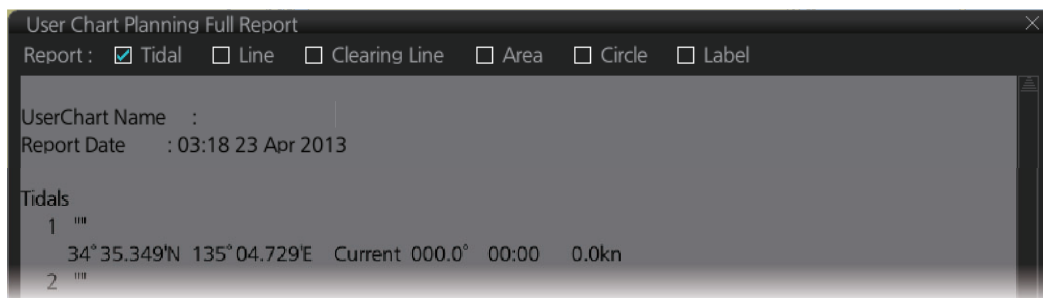 User Chart Planning Full Report
Report : Tidal Line Clearing Line Area Circle Label
UserChart Name :
Report Date : 03:18 23 Apr 2013
Tidals
1 ""
34°35.349'N 135°04.729'E Current 000.0° 00:00 0.0kn
2 ""